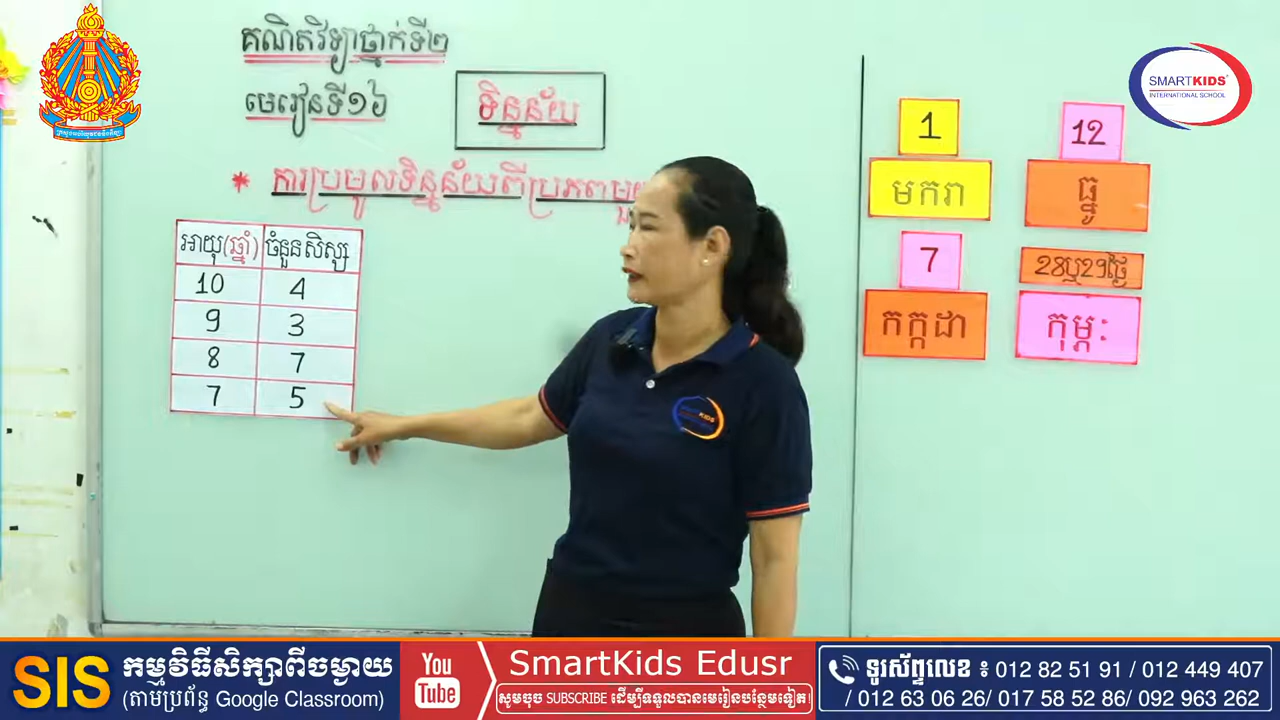 គណិតវិទ្យាថ្នាក់ទី២
មេរៀនទី១៦
ទិន្នន័យ
* ការប្រមូលទិន្នន័យពីប្រភពមួយ
អាយុ(ឆ្នាំ) ចំនួនសិស្ស
10 4
9 3
8 7
7 5
1 12
មករា ធ្នូ
7 28ឬ29ថ្ងៃ
កក្កដា កុម្ភៈ
SMARTKIDS
INTERNATIONAL SCHOOL
SMARTKIDS
SIS កម្មវិធីសិក្សាពីចម្ងាយ
(តាមប្រព័ន្ធ Google Classroom)
You Tube
SmartKids Edusr
សូមចុច SUBSCRIBE ដើម្បីទទួលបានមេរៀនបន្ថែមទៀត!
ទូរស័ព្ទលេខ ៖ 012 82 51 91 / 012 449 407
/ 012 63 06 26/ 017 58 52 86/ 092 963 262